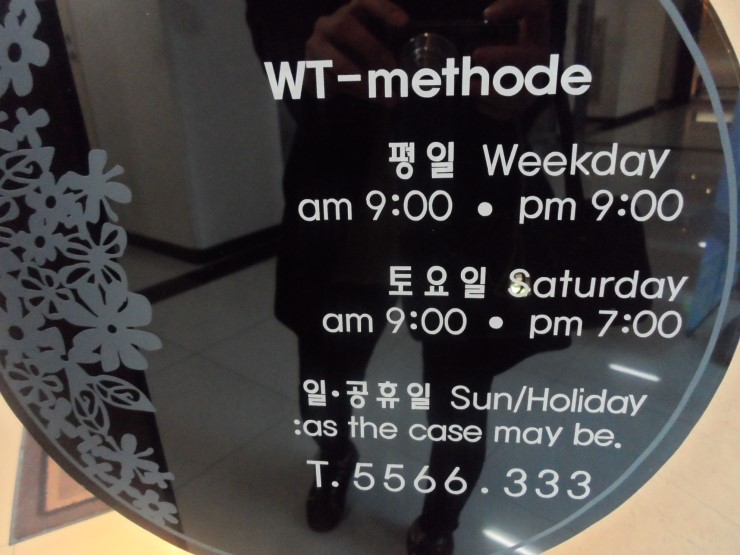 WT-methode
평일 Weekday
am 9:00 • pm 9:00
토요일 Saturday
am 9:00 • pm 7:00
일·공휴일 Sun/Holiday
:as the case may be.
T. 5566.333